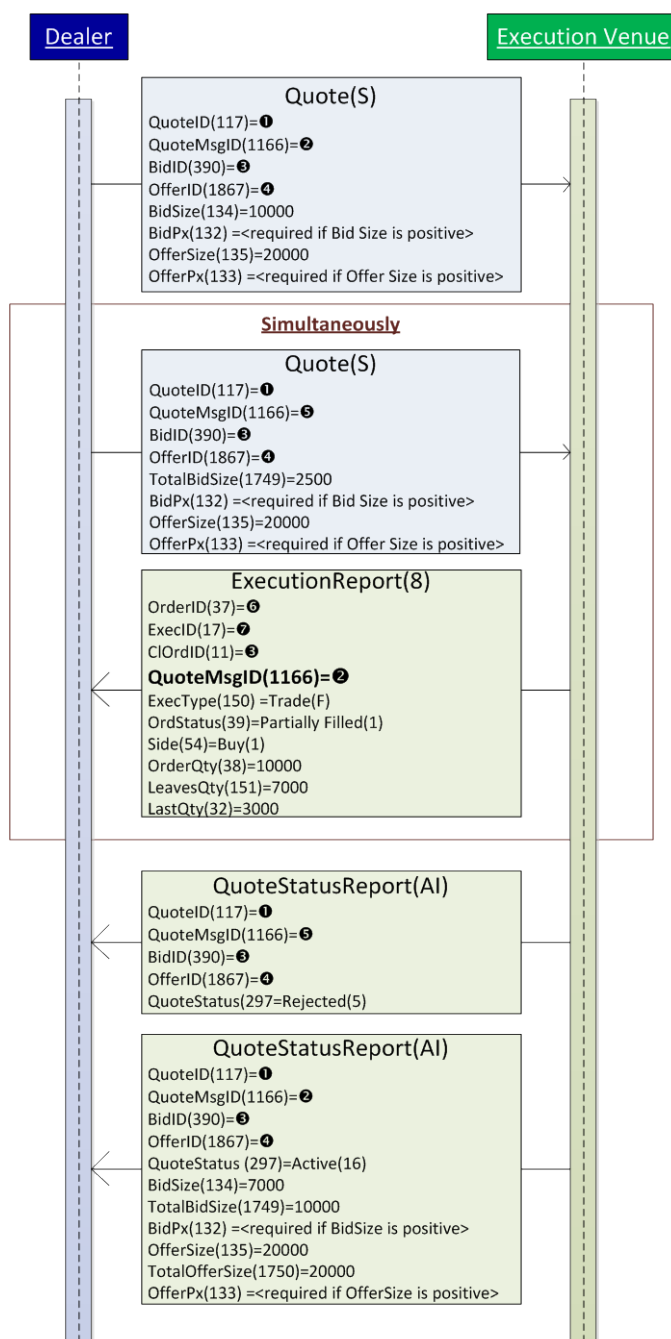 Dealer
Execution Venue
Quote(S)
QuoteID(117)=❶
QuoteMsgID(1166)=❷
BidID(390)=❸
OfferID(1867)=❹
BidSize(134)=10000
BidPx(132) =<required if Bid Size is positive>
OfferSize(135)=20000
OfferPx(133) =<required if Offer Size is positive>
Simultaneously
Quote(S)
QuoteID(117)=❶
QuoteMsgID(1166)=❺
BidID(390)=❸
OfferID(1867)=❹
TotalBidSize(1749)=2500
BidPx(132) =<required if Bid Size is positive>
OfferSize(135)=20000
OfferPx(133) =<required if Offer Size is positive>
ExecutionReport(8)
OrderID(37)=❻
ExecID(17)=❼
ClOrdID(11)=❸
QuoteMsgID(1166)=❷
ExecType(150) =Trade(F)
OrdStatus(39)=Partially Filled(1)
Side(54)=Buy(1)
OrderQty(38)=10000
LeavesQty(151)=7000
LastQty(32)=3000
QuoteStatusReport(AI)
QuoteID(117)=❶
QuoteMsgID(1166)=❺
BidID(390)=❸
OfferID(1867)=❹
QuoteStatus(297=Rejected(5)
QuoteStatusReport(AI)
QuoteID(117)=❶
QuoteMsgID(1166)=❷
BidID(390)=❸
OfferID(1867)=❹
QuoteStatus (297)=Active(16)
BidSize(134)=7000
TotalBidSize(1749)=10000
BidPx(132) =<required if BidSize is positive>
OfferSize(135)=20000
TotalOfferSize(1750)=20000
OfferPx(133) =<required if OfferSize is positive>